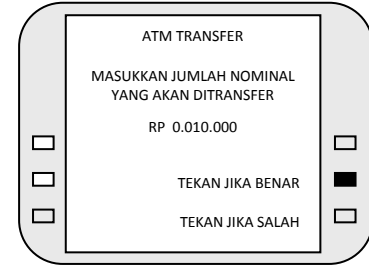 ATM TRANSFER
MASUKKAN JUMLAH NOMINAL
YANG AKAN DITRANSFER
RP 0.010.000
TEKAN JIKA BENAR
TEKAN JIKA SALAH